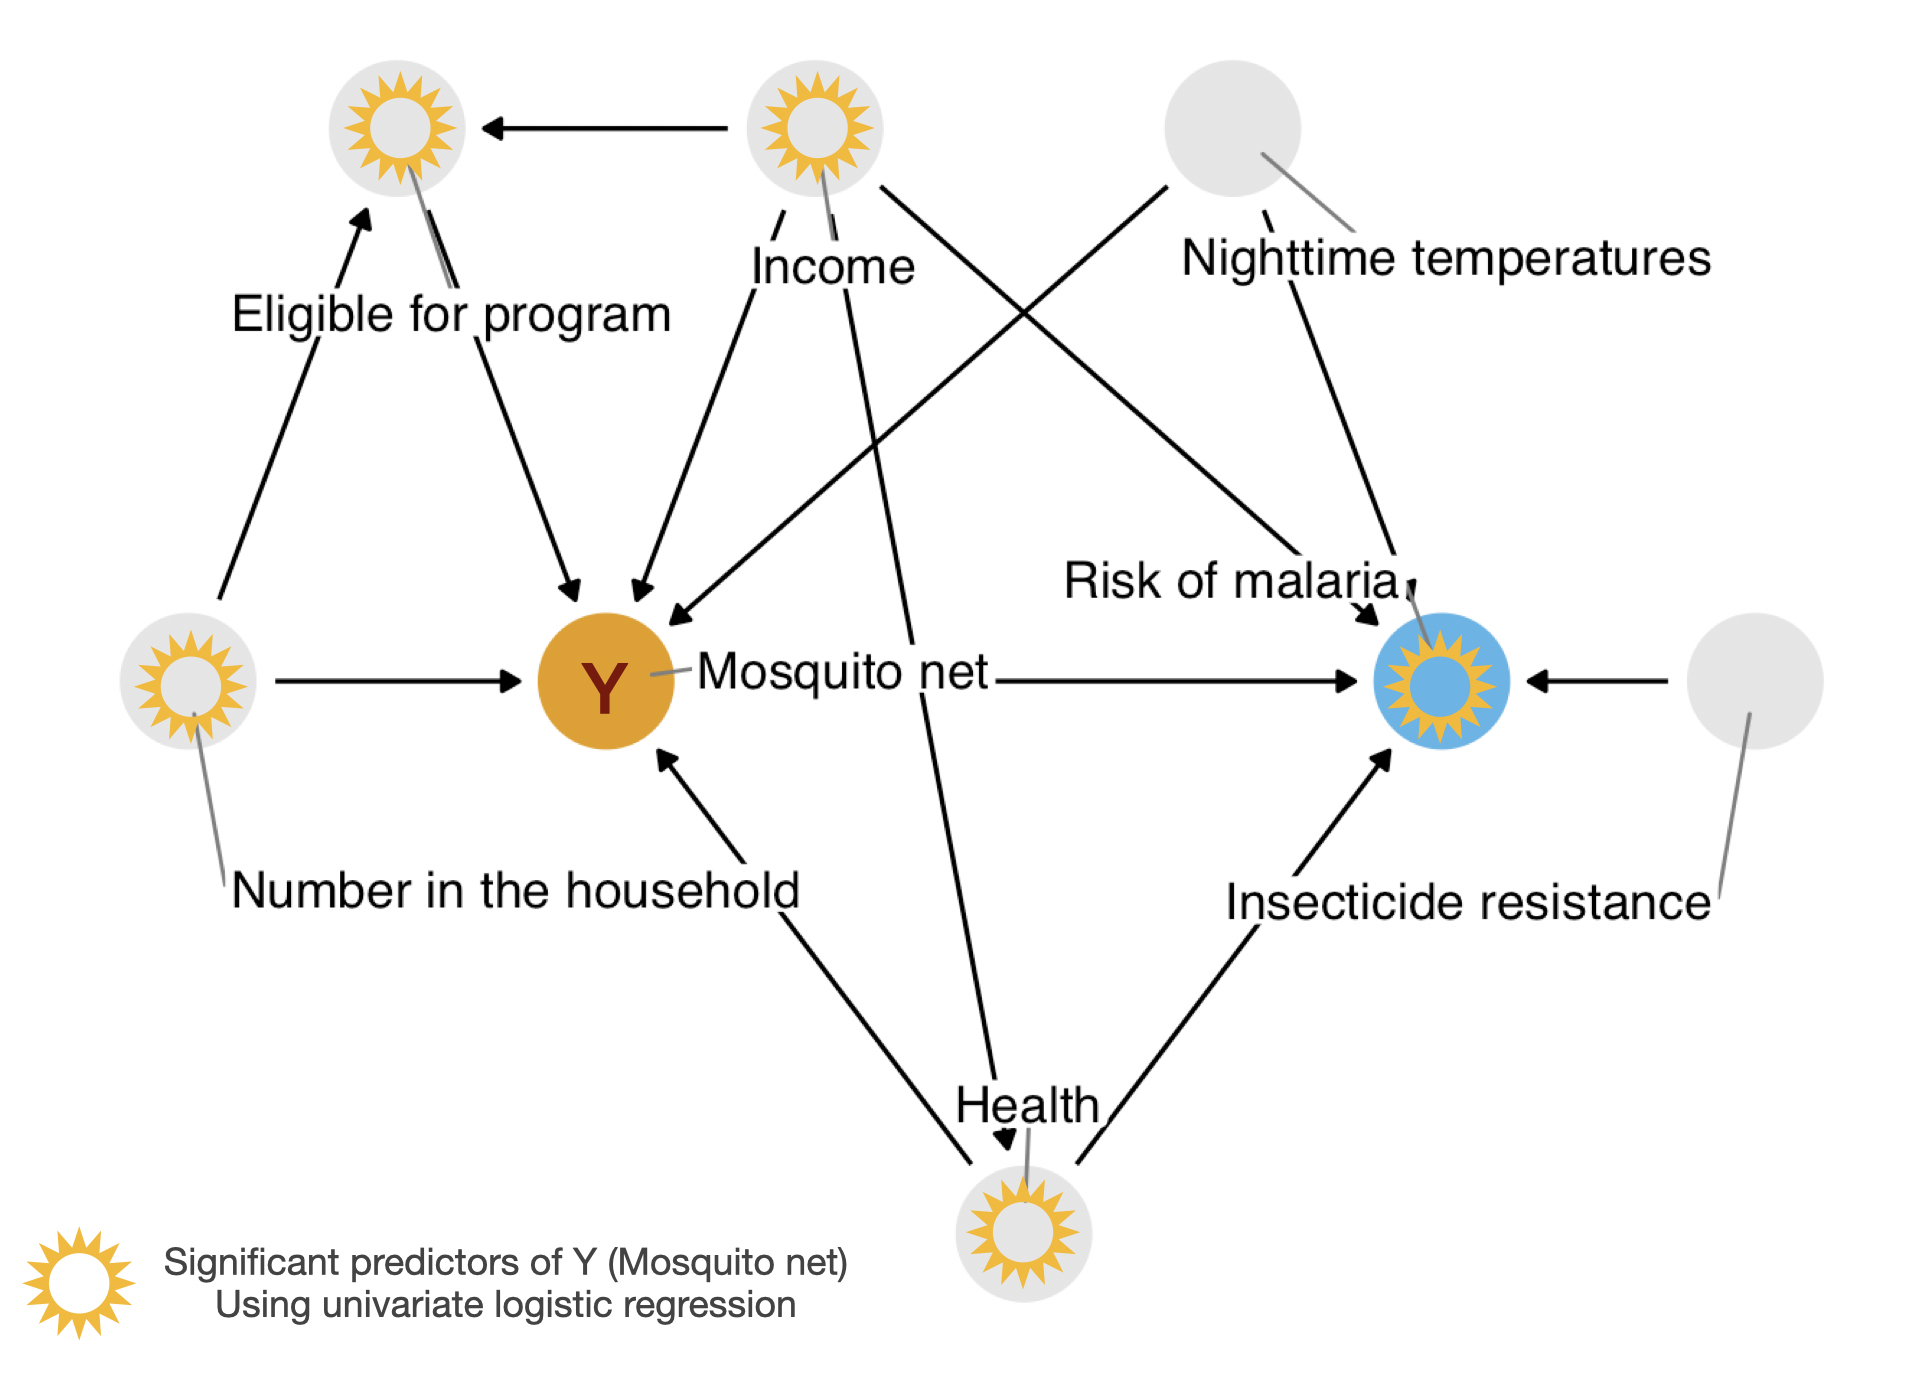 Income
Nighttime temperatures
Eligible for program
Risk of malaria
Y
Mosquito net
Number in the household
Insecticide resistance
Health
Significant predictors of Y (Mosquito net)
Using univariate logistic regression